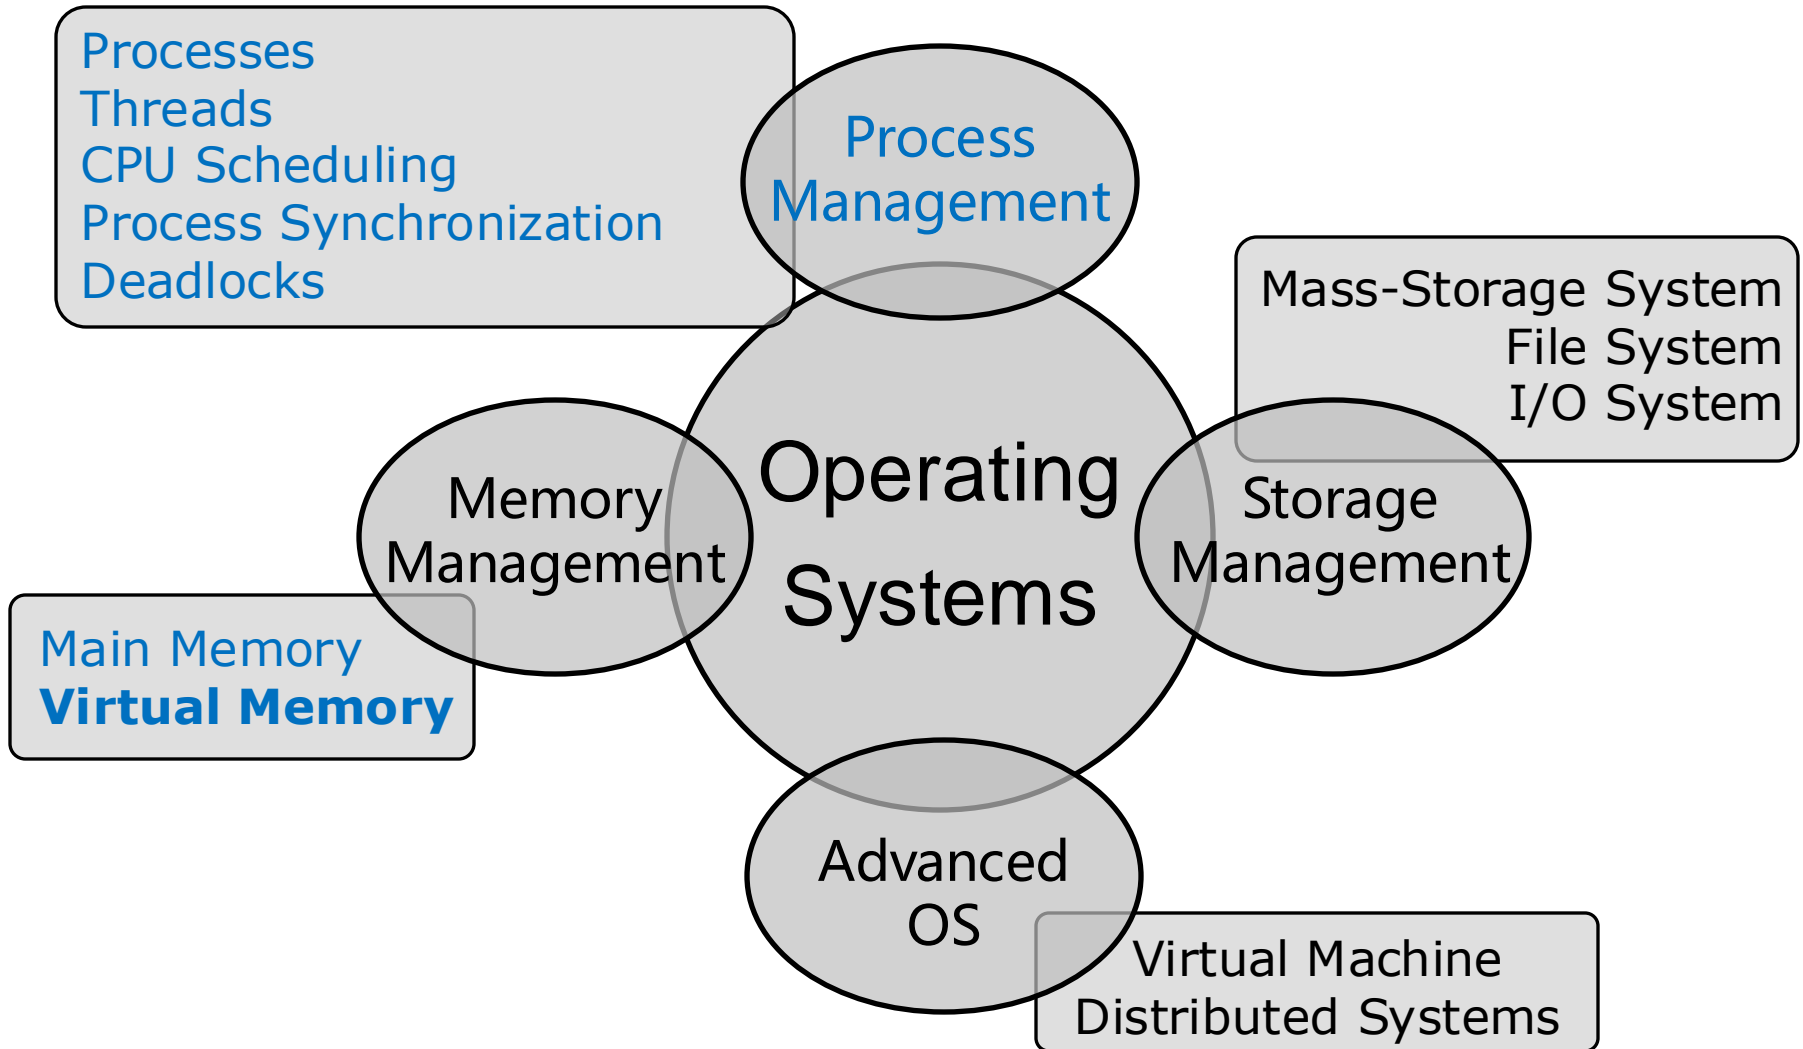 Processes
Threads
CPU Scheduling
Process Synchronization
Deadlocks
Process
Management
Mass-Storage System
File System
I/O System
Operating
Systems
Memory
Management
Storage
Management
Main Memory
Virtual Memory
Advanced
OS
Virtual Machine
Distributed Systems